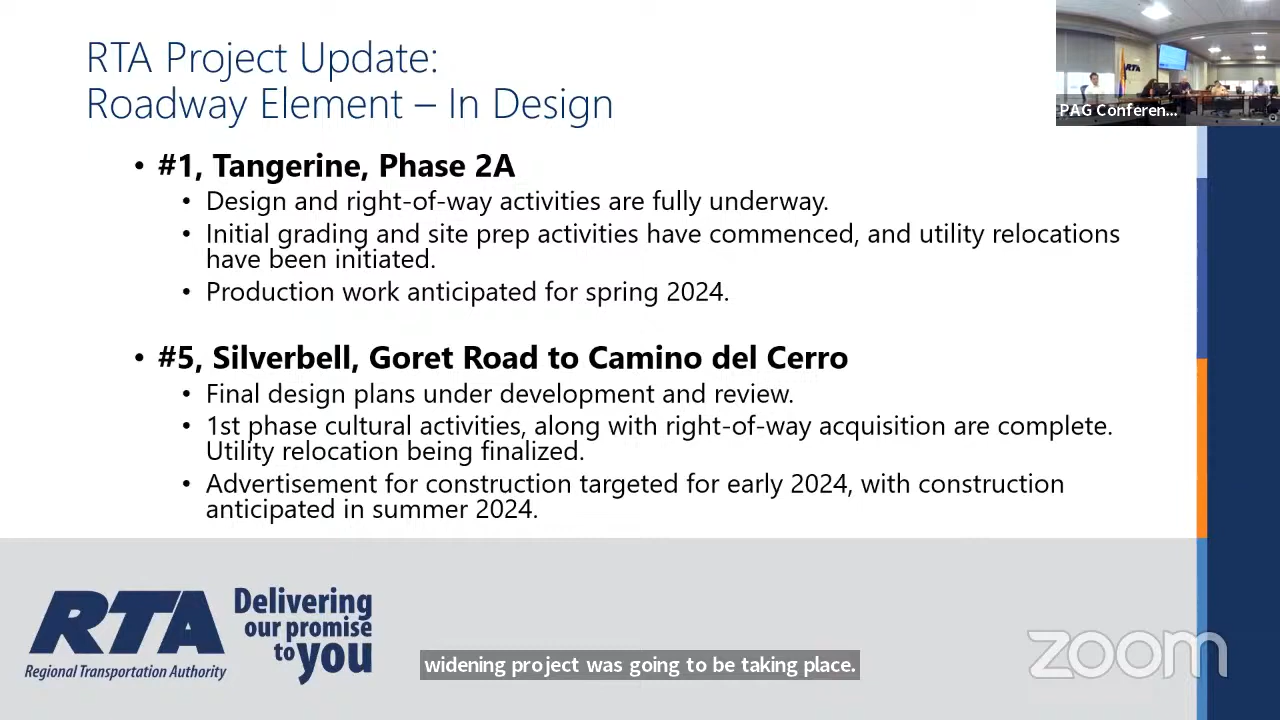 RTA Project Update:
Roadway Element – In Design
• #1, Tangerine, Phase 2A
• Design and right-of-way activities are fully underway.
• Initial grading and site prep activities have commenced, and utility relocations
have been initiated.
• Production work anticipated for spring 2024.
• #5, Silverbell, Goret Road to Camino del Cerro
• Final design plans under development and review.
• 1st phase cultural activities, along with right-of-way acquisition are complete.
Utility relocation being finalized.
• Advertisement for construction targeted for early 2024, with construction
anticipated in summer 2024.
RTA
Regional Transportation Authority
Delivering
our promise
to you
widening project was going to be taking place.
zoom
RTA
PAG Conferen...